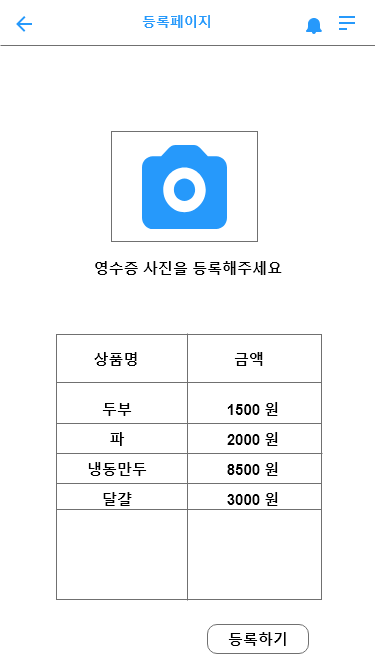 등록페이지
영수증 사진을 등록해주세요
상품명 금액
두부 1500 원
파 2000 원
냉동만두 8500 원
달걀 3000 원
등록하기